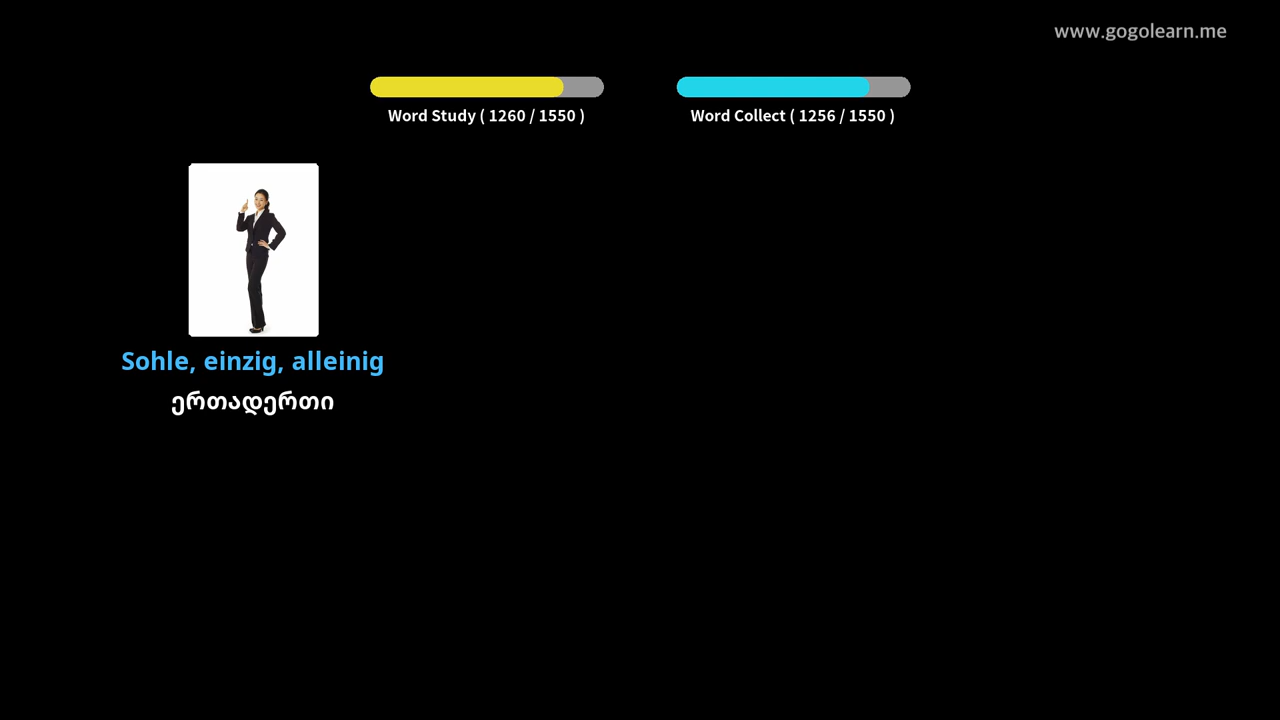 www.gogolearn.me
Word Study ( 1260 / 1550 )
Word Collect ( 1256 / 1550 )
Sohle, einzig, alleinig
ერთადერთი